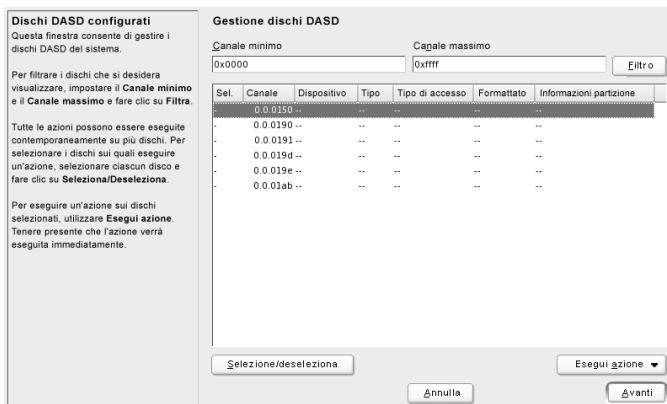 Dischi DASD configurati
Questa finestra consente di gestire i
dischi DASD del sistema.
Per filtrare i dischi che si desidera
visualizzare, impostare il Canale minimo
e il Canale massimo e fare clic su Filtra.
Tutte le azioni possono essere eseguite
contemporaneamente su più dischi. Per
selezionare i dischi sui quali eseguire
un'azione, selezionare ciascun disco e
fare clic su Seleziona/Deseleziona.
Per eseguire un'azione sui dischi
selezionati, utilizzare Esegui azione.
Tenere presente che l'azione verrà
eseguita immediatamente.
Gestione dischi DASD
Canale minimo Canale massimo
0x0000 0xffff Filtro
Sel. Canale Dispositivo Tipo Tipo di accesso Formattato Informazioni partizione
- 0.0.0150 -- -- -- -- --
- 0.0.0190 -- -- -- -- --
- 0.0.0191 -- -- -- -- --
- 0.0.019d -- -- -- -- --
- 0.0.019e -- -- -- -- --
- 0.0.01ab -- -- -- -- --
Selezione/deseleziona Esegui azione
Annulla Avanti